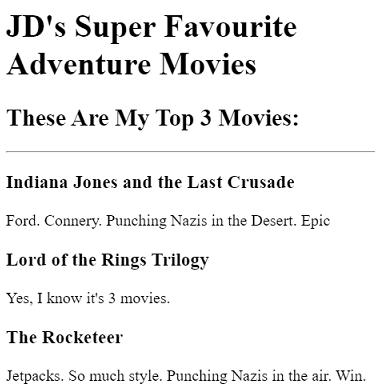 JD's Super Favourite
Adventure Movies
These Are My Top 3 Movies:
Indiana Jones and the Last Crusade
Ford. Connery. Punching Nazis in the Desert. Epic
Lord of the Rings Trilogy
Yes, I know it's 3 movies.
The Rocketeer
Jetpacks. So much style. Punching Nazis in the air. Win.